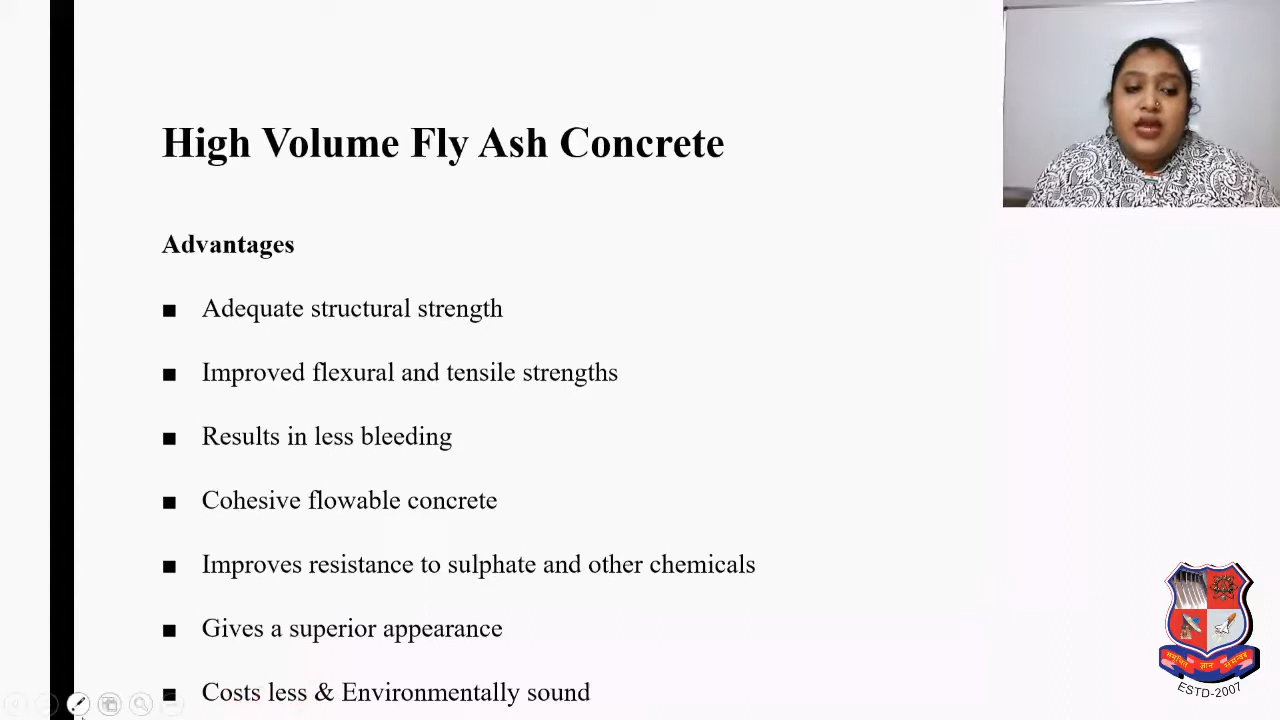 High Volume Fly Ash Concrete
Advantages
■ Adequate structural strength
■ Improved flexural and tensile strengths
■ Results in less bleeding
■ Cohesive flowable concrete
■ Improves resistance to sulphate and other chemicals
■ Gives a superior appearance
■ Costs less & Environmentally sound
ज्ञान
ESTD-2007